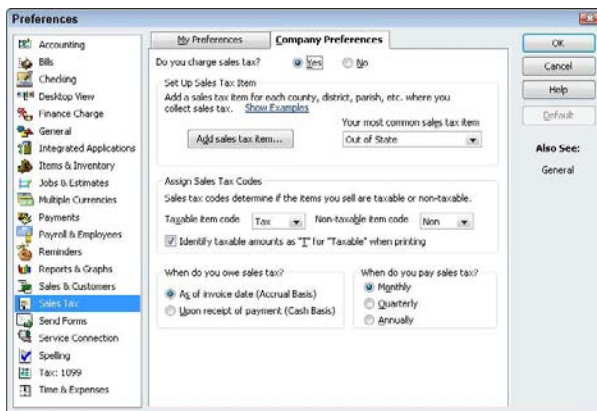 Preferences
Accounting
Bills
Checking
Desktop View
Finance Charge
General
Integrated Applications
Items & Inventory
Jobs & Estimates
Multiple Currencies
Payments
Payroll & Employees
Reminders
Reports & Graphs
Sales & Customers
Sales Tax
Send Forms
Service Connection
Spelling
Tax: 1099
Time & Expenses
My Preferences Company Preferences
Do you charge sales tax? Yes No
Set Up Sales Tax Item
Add a sales tax item for each county, district, parish, etc. where you
collect sales tax. Show Examples
Your most common sales tax item
Add sales tax item... Out of State
Assign Sales Tax Codes
Sales tax codes determine if the items you sell are taxable or non-taxable.
Taxable item code Tax Non-taxable item code Non
Identify taxable amounts as "T" for "Taxable" when printing
When do you owe sales tax?
As of invoice date (Accrual Basis)
Upon receipt of payment (Cash Basis)
When do you pay sales tax?
Monthly
Quarterly
Annually
OK
Cancel
Help
Default
Also See:
General